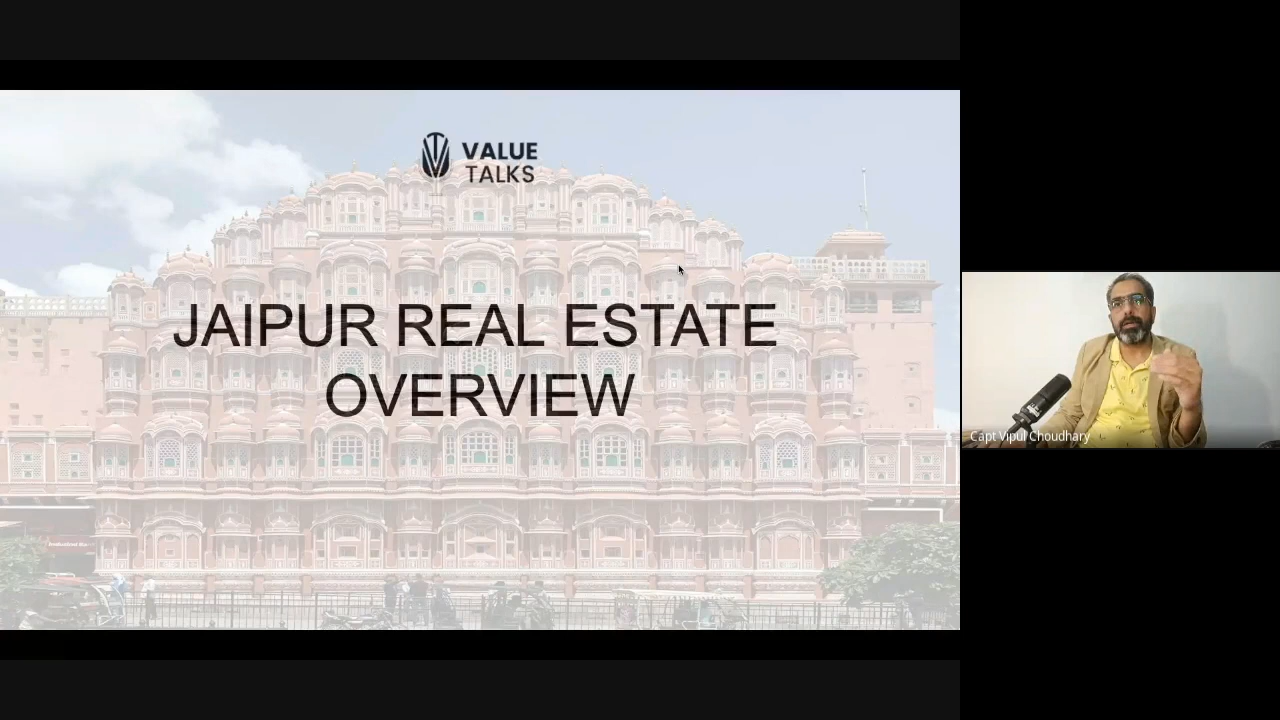 VALUE
TALKS
JAIPUR REAL ESTATE
OVERVIEW
Capt Vipul Choudhary